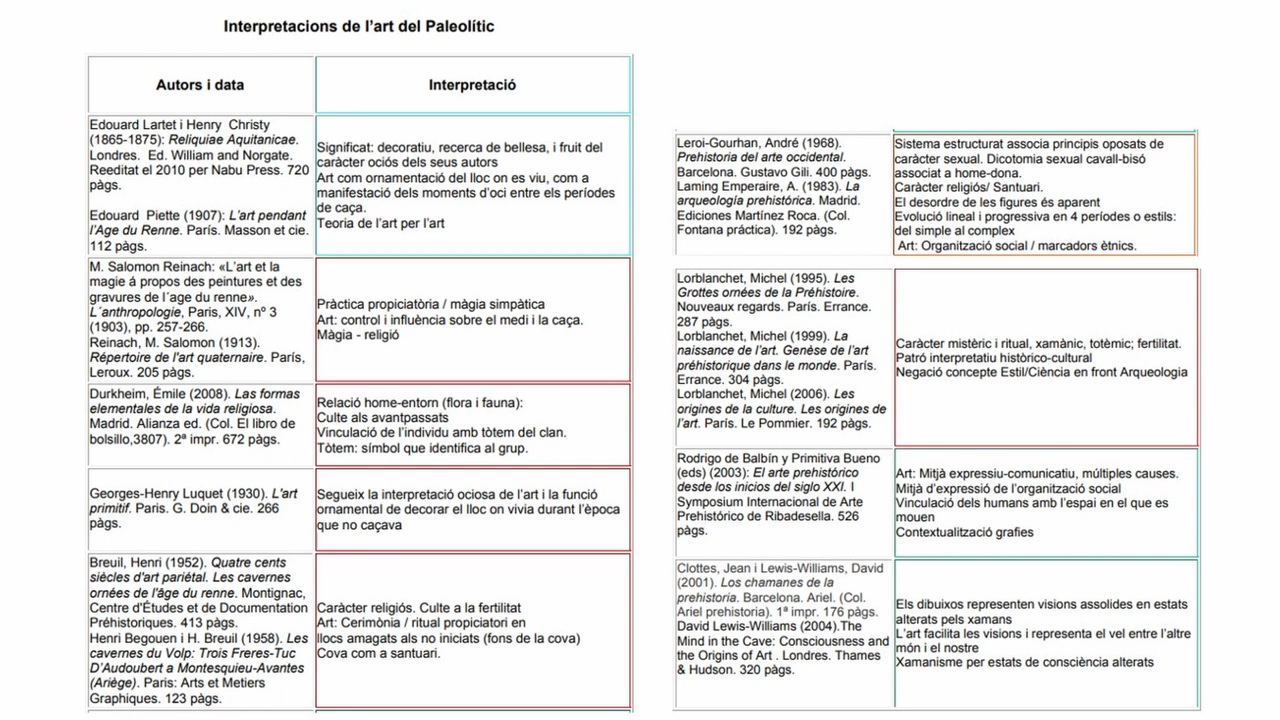 Interpretacions de l'art del Paleolític
Autors i data
Interpretació
Edouard Lartet i Henry Christy
(1865-1875): Reliquiae Aquitanicae.
Londres. Ed. William and Norgate.
Reeditat el 2010 per Nabu Press. 720
pàgs.
Edouard Piette (1907): L'art pendant
l'Age du Renne. París. Masson et cie.
112 pàgs.
Significat: decoratiu, recerca de bellesa, i fruit del
caràcter ociós dels seus autors
Art com ornamentació del lloc on es viu, com a
manifestació dels moments d'oci entre els períodes
de caça.
Teoria de l'art per l'art
M. Salomon Reinach: «L'art et la
magie á propos des peintures et des
gravures de l´age du renne».
L´anthropologie, Paris, XIV, nº 3
(1903), pp. 257-266.
Reinach, M. Salomon (1913).
Répertoire de l'art quaternaire. París,
Leroux. 205 pàgs.
Pràctica propiciatòria / màgia simpàtica
Art: control i influència sobre el medi i la caça.
Màgia - religió
Durkheim, Émile (2008). Las formas
elementales de la vida religiosa.
Madrid. Alianza ed. (Col. El libro de
bolsillo,3807). 2ª impr. 672 pàgs.
Relació home-entorn (flora i fauna):
Culte als avantpassats
Vinculació de l'individu amb tòtem del clan.
Tòtem: símbol que identifica al grup.
Georges-Henry Luquet (1930). L'art
primitif. Paris. G. Doin & cie. 266
pàgs.
Segueix la interpretació ociosa de l'art i la funció
ornamental de decorar el lloc on vivia durant l'època
que no caçava
Breuil, Henri (1952). Quatre cents
siècles d'art pariétal. Les cavernes
ornées de l'âge du renne. Montignac,
Centre d'Études et de Documentation
Préhistoriques. 413 pàgs.
Henri Begouen i H. Breuil (1958). Les
cavernes du Volp: Trois Freres-Tuc
D'Audoubert a Montesquieu-Avantes
(Ariège). Paris: Arts et Metiers
Graphiques. 123 pàgs.
Caràcter religiós. Culte a la fertilitat
Art: Cerimònia / ritual propiciatori en
llocs amagats als no iniciats (fons de la cova)
Cova com a santuari.
Leroi-Gourhan, André (1968).
Prehistoria del arte occidental.
Barcelona. Gustavo Gili. 400 pàgs.
Laming Emperaire, A. (1983). La
arqueología prehistórica. Madrid.
Ediciones Martínez Roca. (Col.
Fontana práctica). 192 pàgs.
Sistema estructurat associa principis oposats de
caràcter sexual. Dicotomia sexual cavall-bisó
associat a home-dona.
Caràcter religiós/ Santuari.
El desordre de les figures és aparent
Evolució lineal i progressiva en 4 períodes o estils:
del simple al complex
Art: Organització social / marcadors ètnics.
Lorblanchet, Michel (1995). Les
Grottes ornées de la Préhistoire.
Nouveaux regards. París. Errance.
287 pàgs.
Lorblanchet, Michel (1999). La
naissance de l'art. Genèse de l'art
préhistorique dans le monde. París.
Errance. 304 pàgs.
Lorblanchet, Michel (2006). Les
origines de la culture. Les origines de
l'art. París. Le Pommier. 192 pàgs.
Caràcter mistèric i ritual, xamànic, totèmic; fertilitat.
Patró interpretatiu històrico-cultural
Negació concepte Estil/Ciència en front Arqueologia
Rodrigo de Balbín y Primitiva Bueno
(eds) (2003): El arte prehistórico
desde los inicios del siglo XXI. I
Symposium Internacional de Arte
Prehistórico de Ribadesella. 526
pàgs.
Art: Mitjà expressiu-comunicatiu, múltiples causes.
Mitjà d'expressió de l'organització social
Vinculació dels humans amb l'espai en el que es
mouen
Contextualització grafies
Clottes, Jean i Lewis-Williams, David
(2001). Los chamanes de la
prehistoria. Barcelona. Ariel. (Col.
Ariel prehistoria). 1ª impr. 176 pàgs.
David Lewis-Williams (2004).The
Mind in the Cave: Consciousness and
the Origins of Art . Londres. Thames
& Hudson. 320 pàgs.
Els dibuixos representen visions assolides en estats
alterats pels xamans
L'art facilita les visions i representa el vel entre l'altre
món i el nostre
Xamanisme per estats de consciència alterats